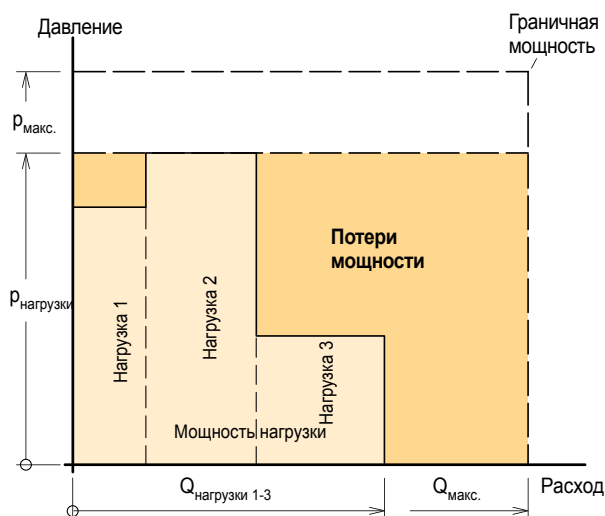 Давление
Граничная
мощность
pмакс.
pнагрузки
Потери
мощности
Нагрузка 1
Нагрузка 2
Нагрузка 3
Мощность нагрузки
Qнагрузки 1-3
Qмакс.
Расход